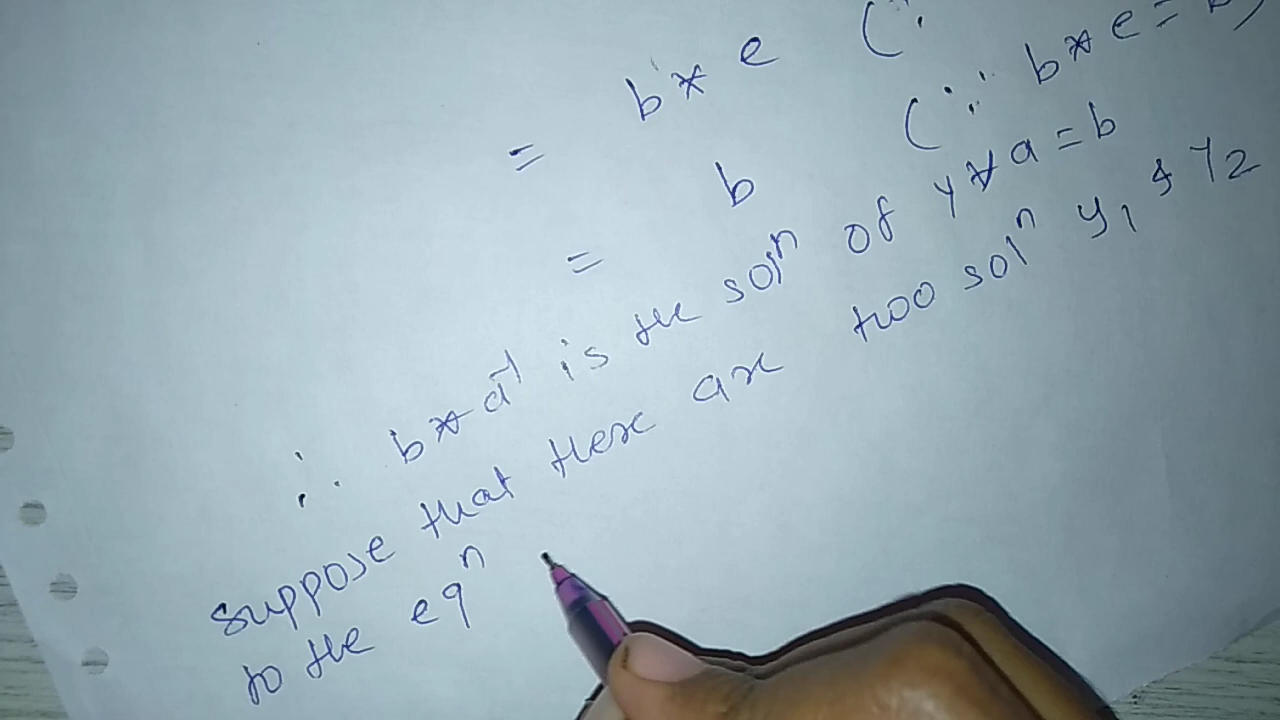 = b * e (∵
= b (∵ b * e = b)
∴ b * a⁻¹ is the solⁿ of y * a = b
Suppose that there are two solⁿ y₁ & y₂
to the eqⁿ